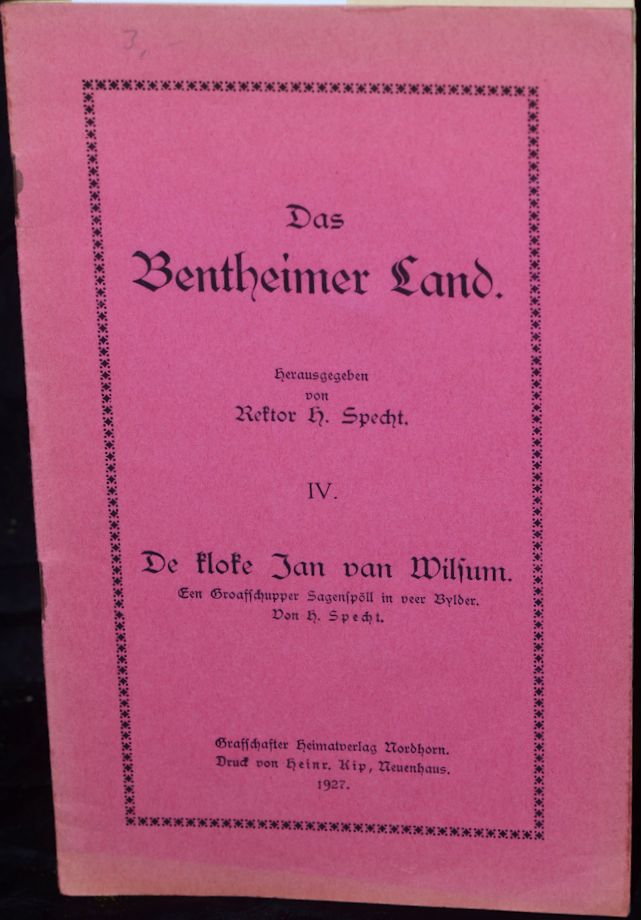 3,
Das
Bentheimer Land.
Herausgegeben
von
Rektor H. Specht.
IV.
De kloke Jan van Wilsum.
Een Groafschupper Sagenspöll in veer Bylder.
Von H. Specht.
Grafschafter Heimatverlag Nordhorn.
Druck von Heinr. Kip, Neuenhaus.
1927.